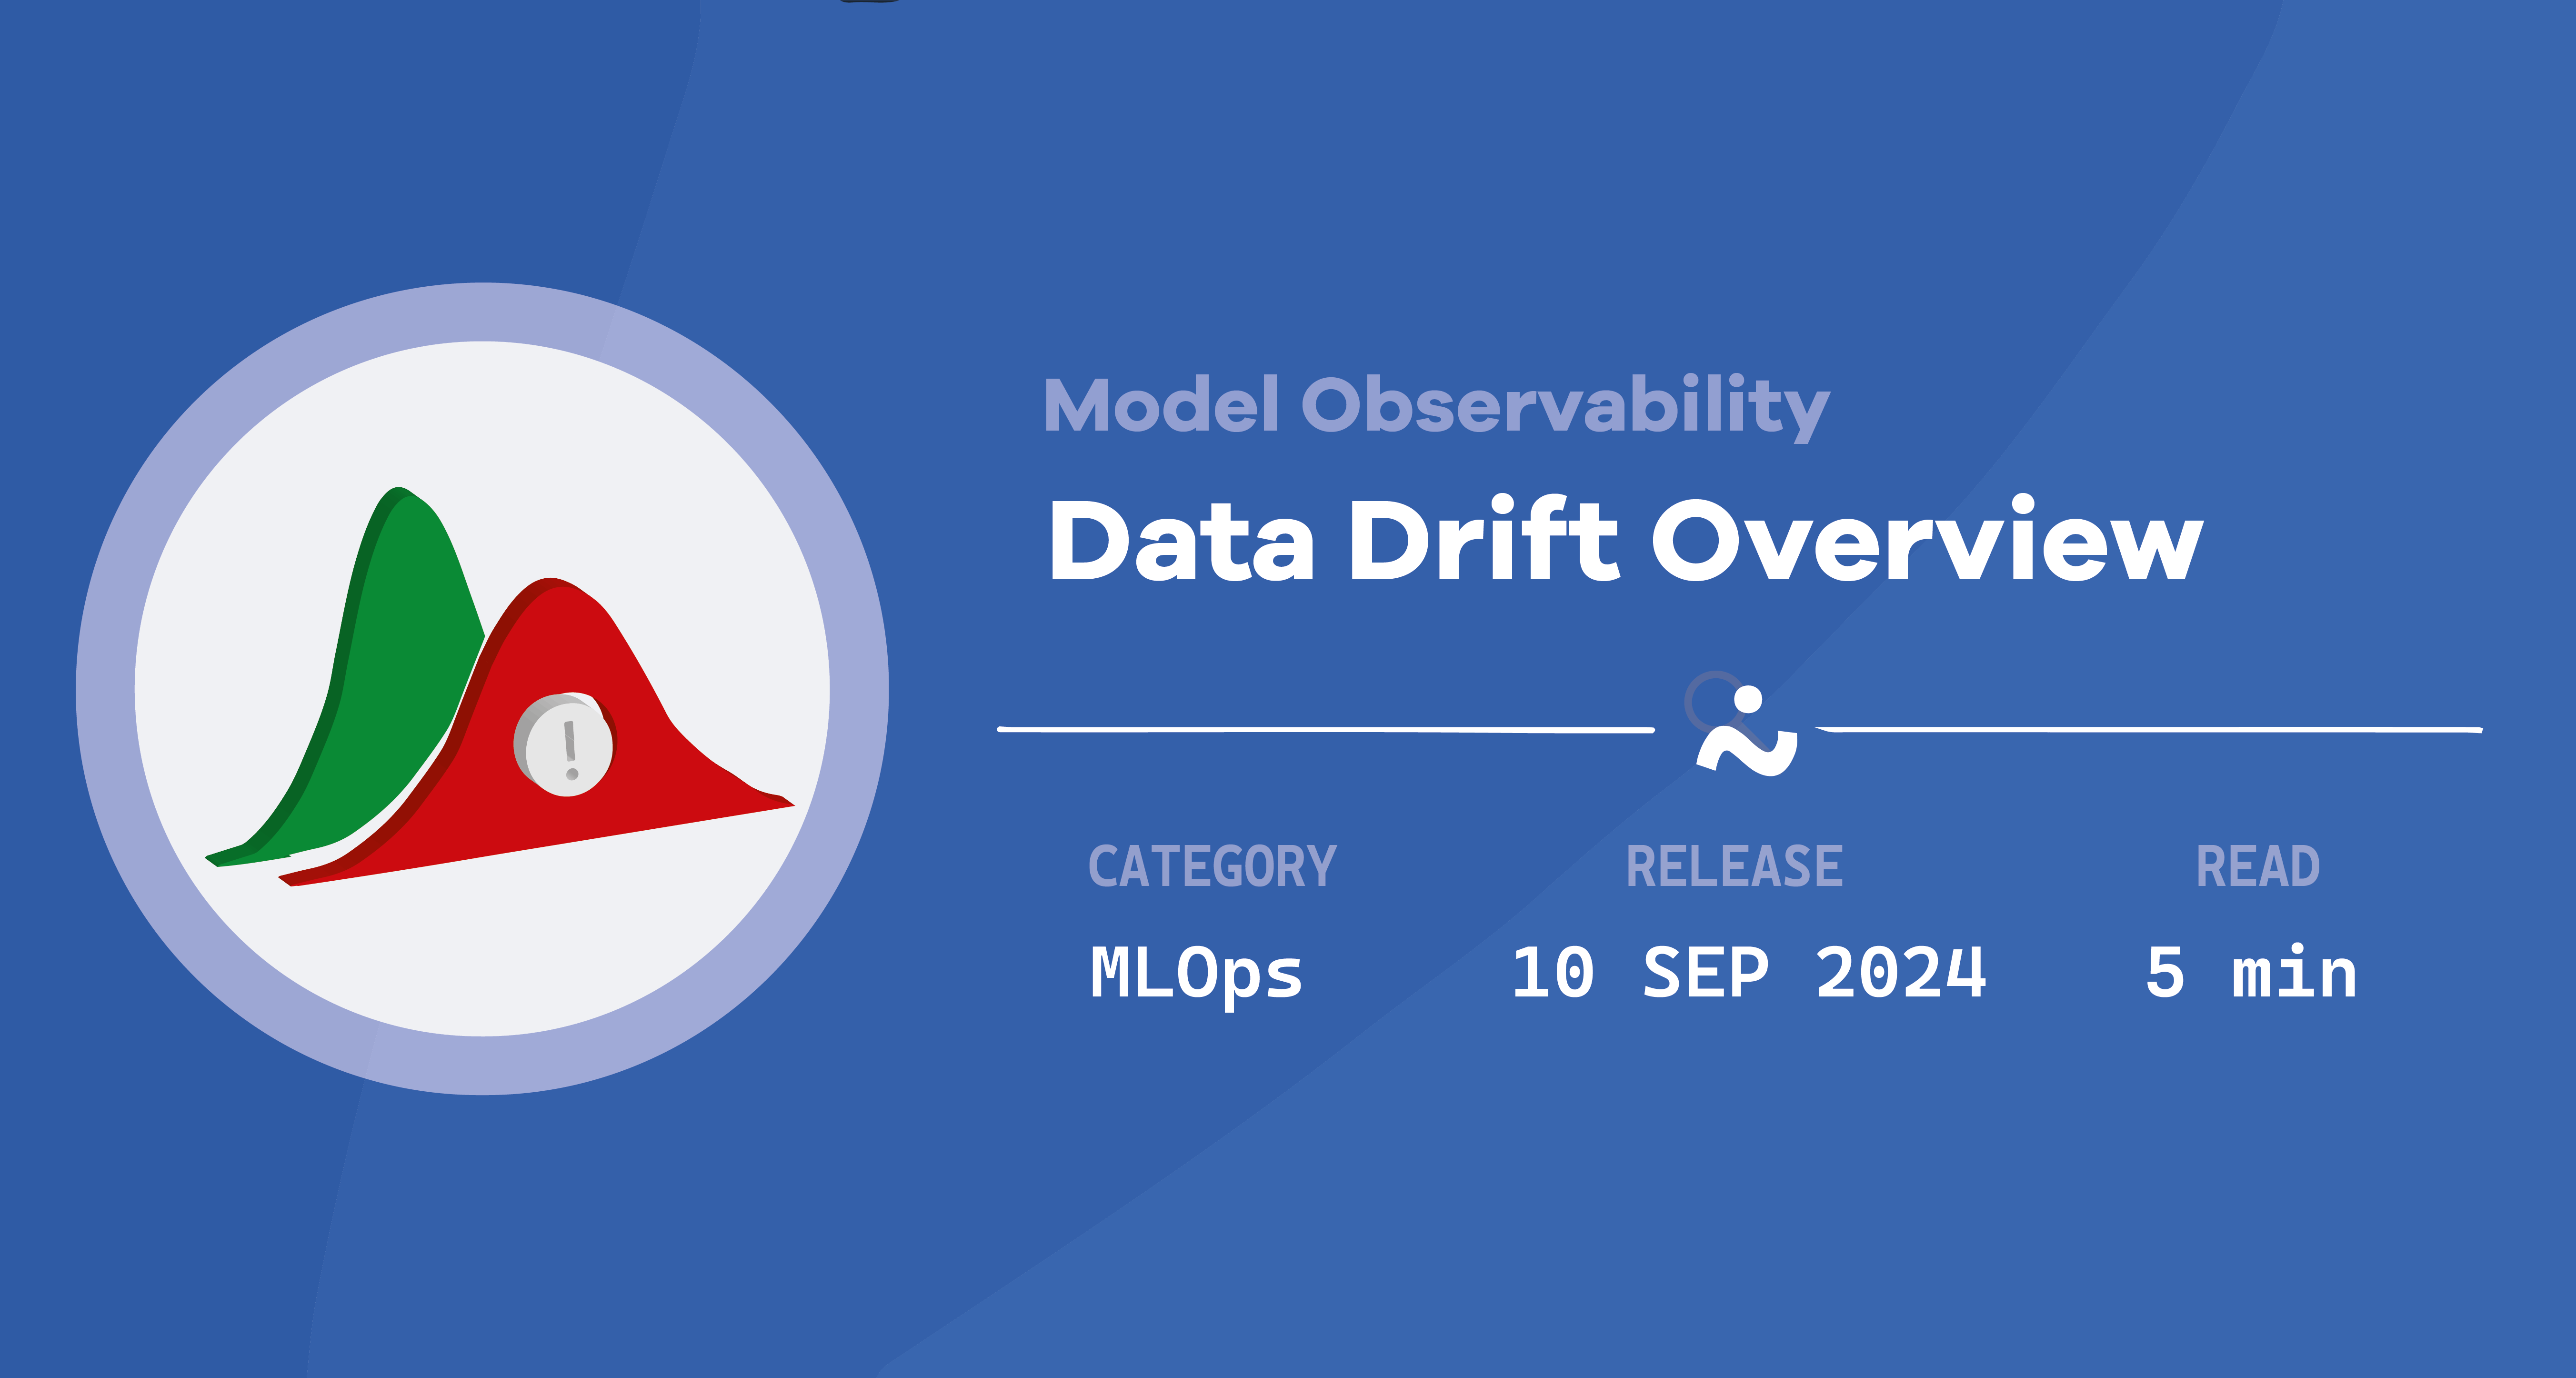 Model Observability
Data Drift Overview
CATEGORY
RELEASE
READ
MLOps
10 SEP 2024
5 min
!